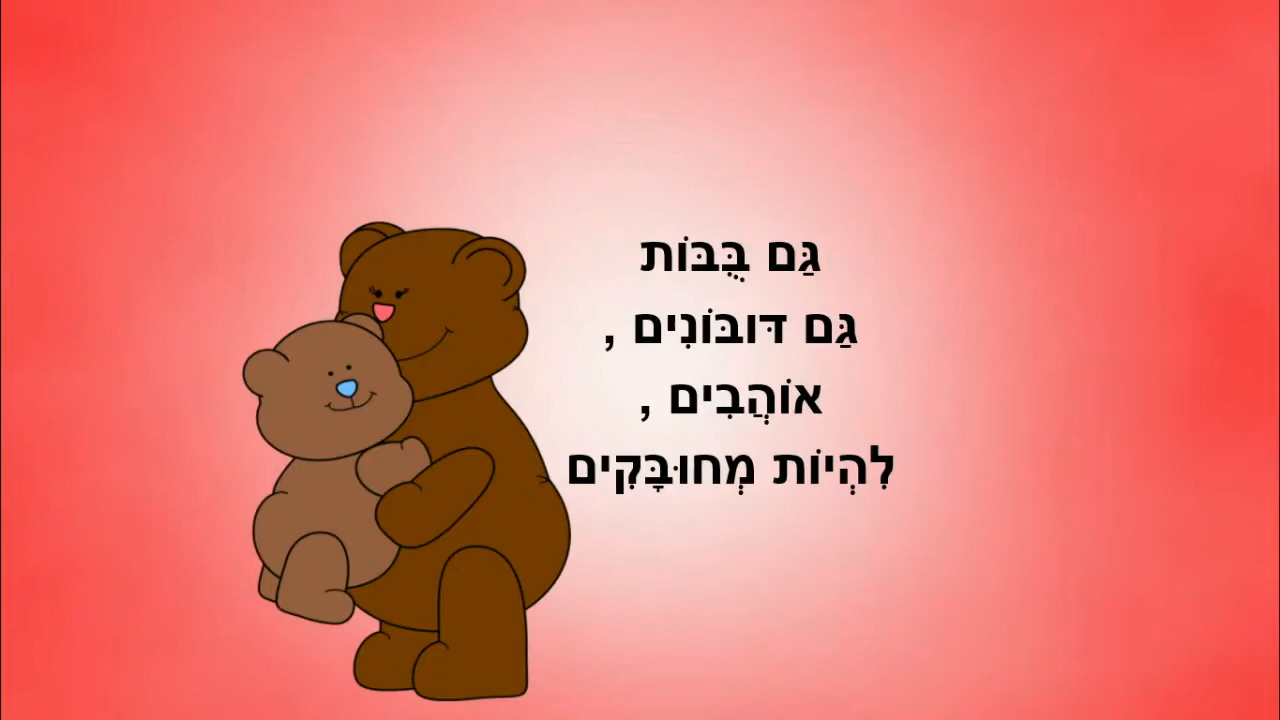 גַּם בֻּבּוֹת
גַּם דּוּבּוֹנִים ,
אוֹהֲבִים ,
לִהְיוֹת מְחוּבָּקִים